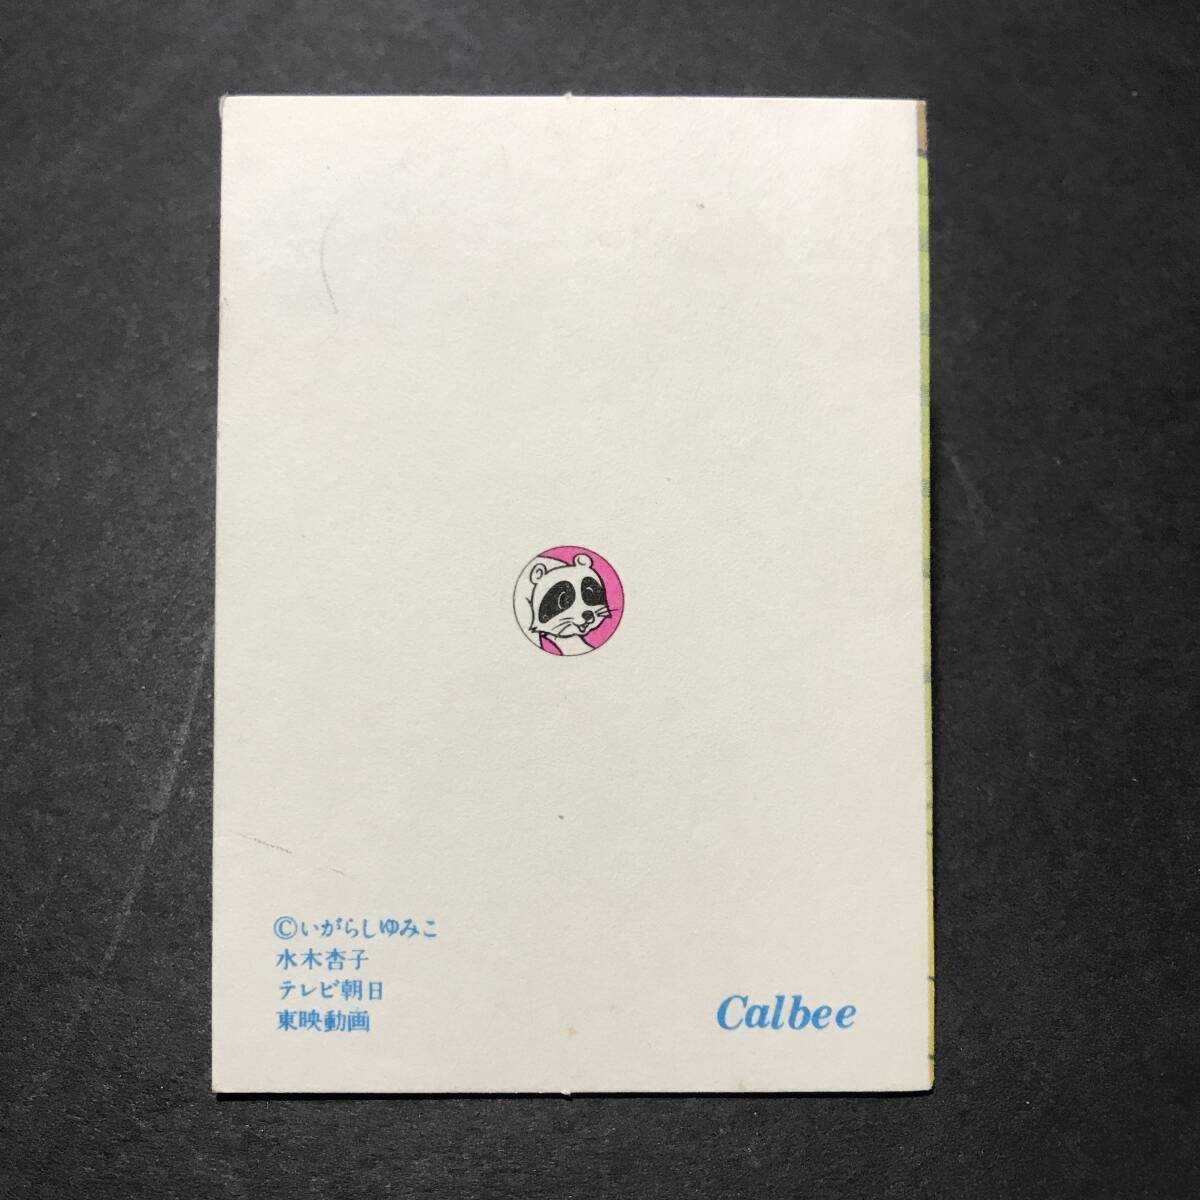 ©いがらしゆみこ
水木杏子
テレビ朝日
東映動画
Calbee